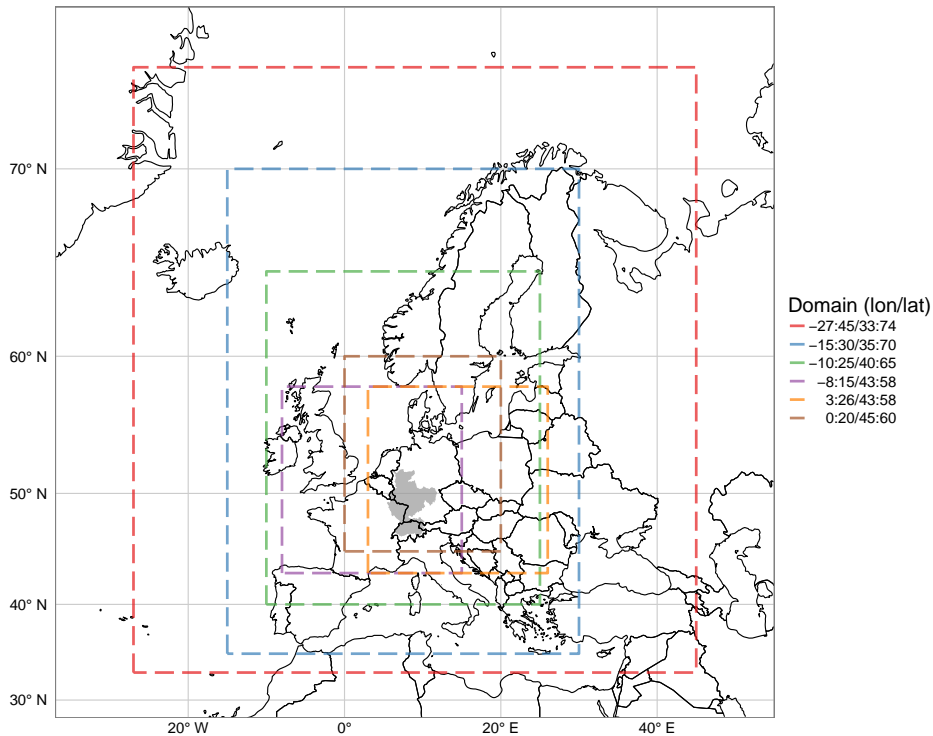 70° N
60° N
50° N
40° N
30° N
20° W
0°
20° E
40° E
Domain (lon/lat)
−27:45/33:74
−15:30/35:70
−10:25/40:65
−8:15/43:58
3:26/43:58
0:20/45:60